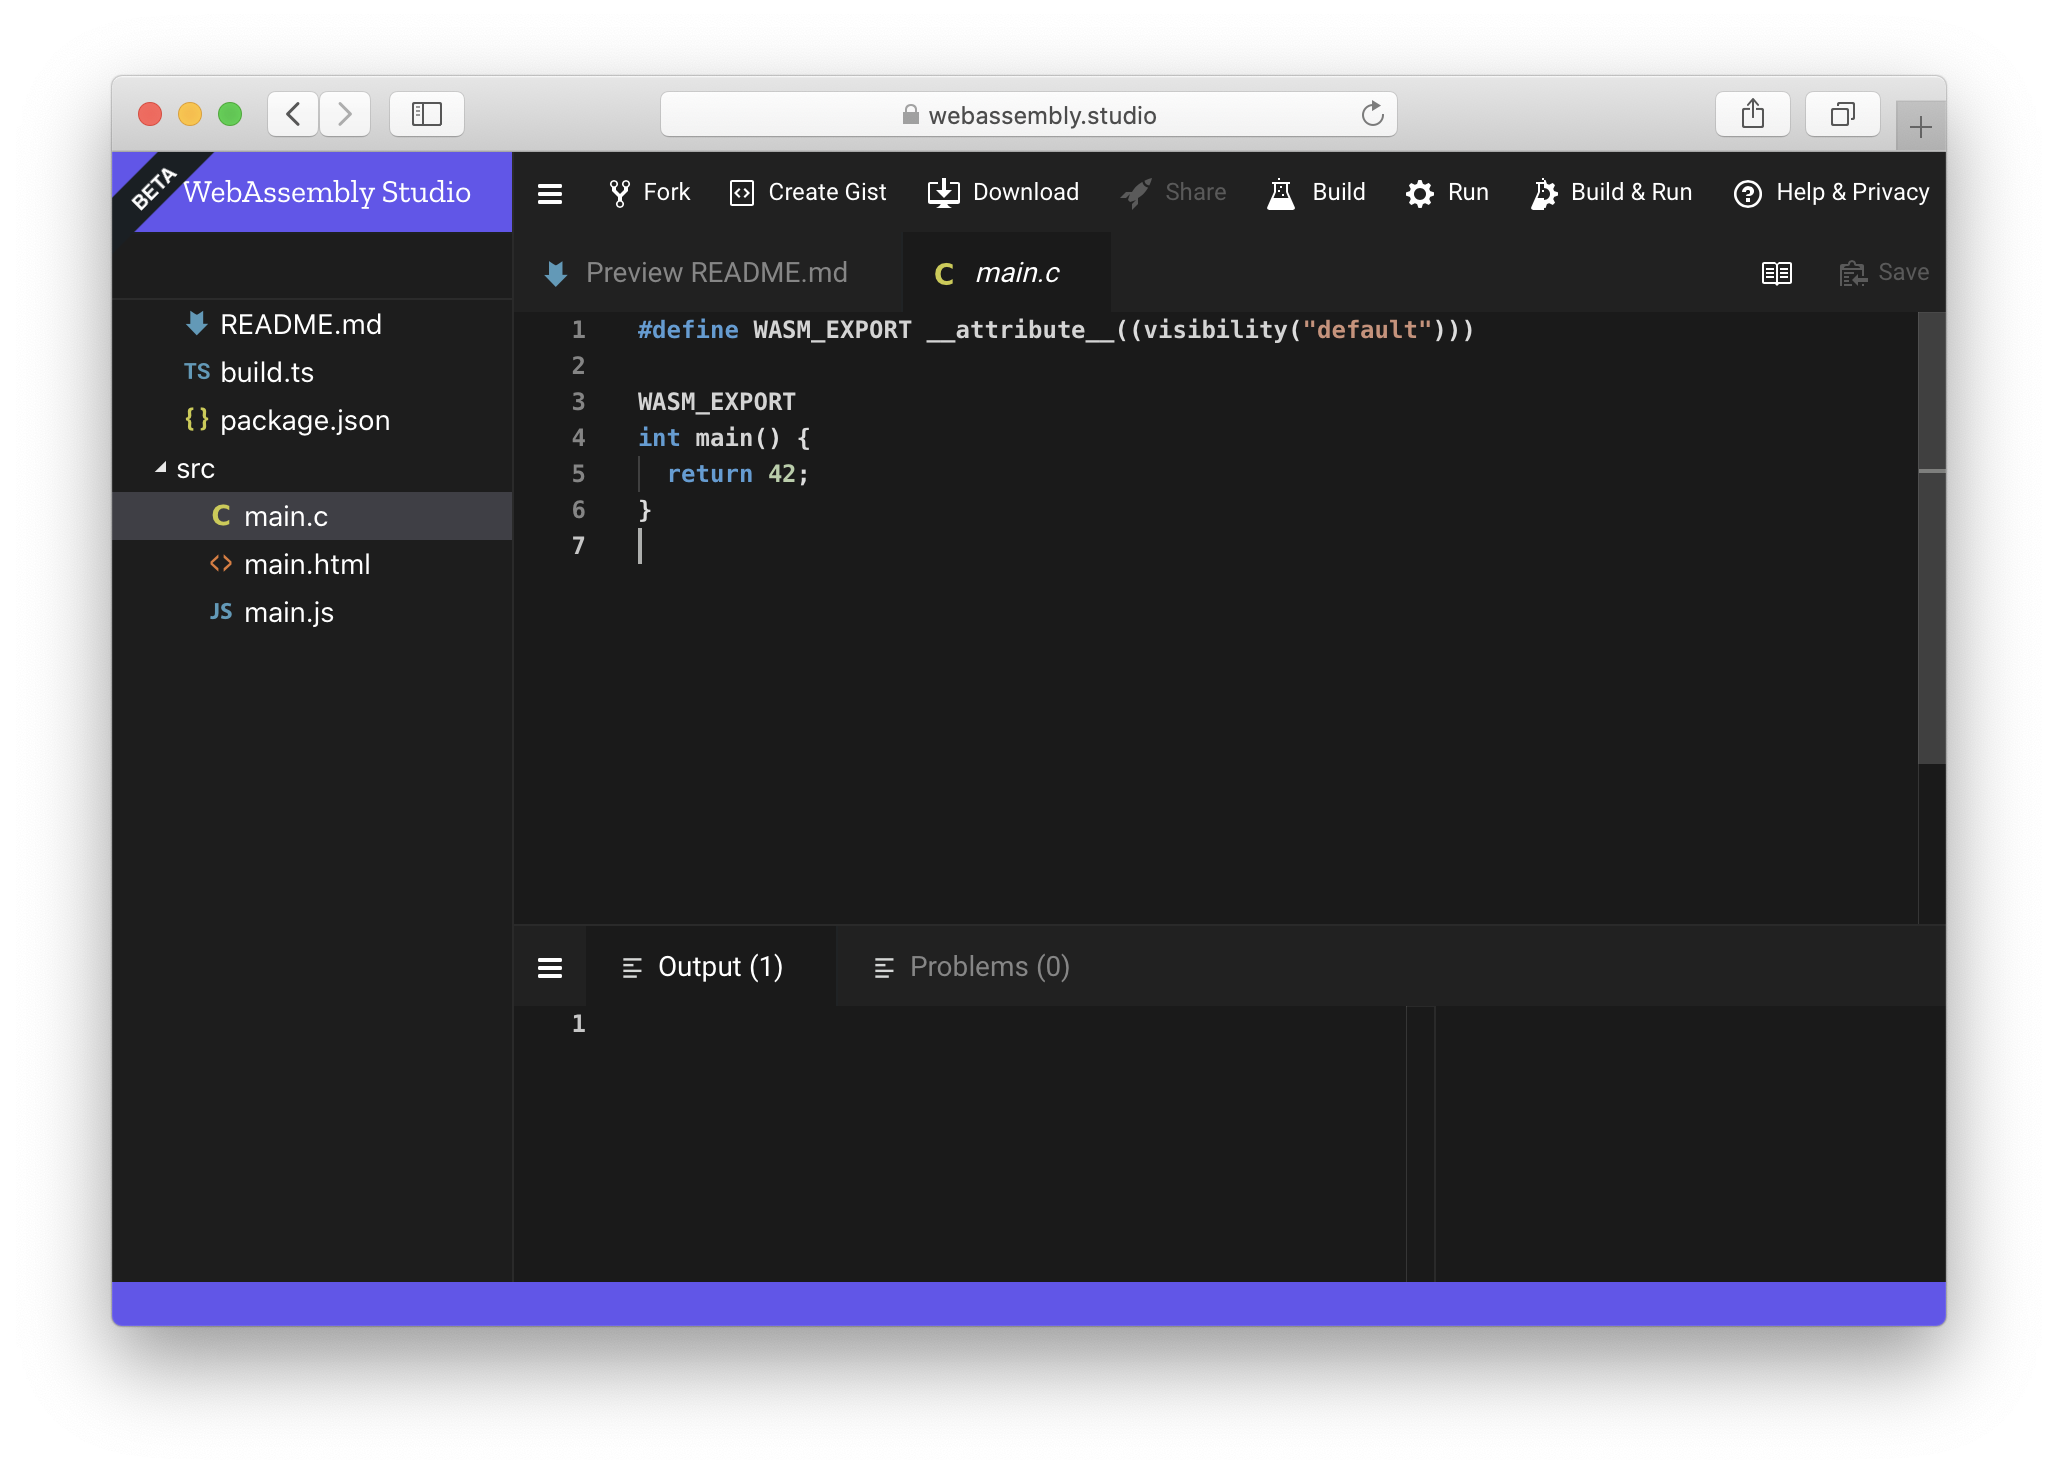 webassembly.studio
BETA
WebAssembly Studio
Fork Create Gist Download Share Build Run Build & Run Help & Privacy
Preview README.md C main.c Save
README.md
TS build.ts
{} package.json
src
C main.c
<> main.html
JS main.js
1 #define WASM_EXPORT __attribute__((visibility("default")))
2
3 WASM_EXPORT
4 int main() {
5 return 42;
6 }
7
Output (1) Problems (0)
1